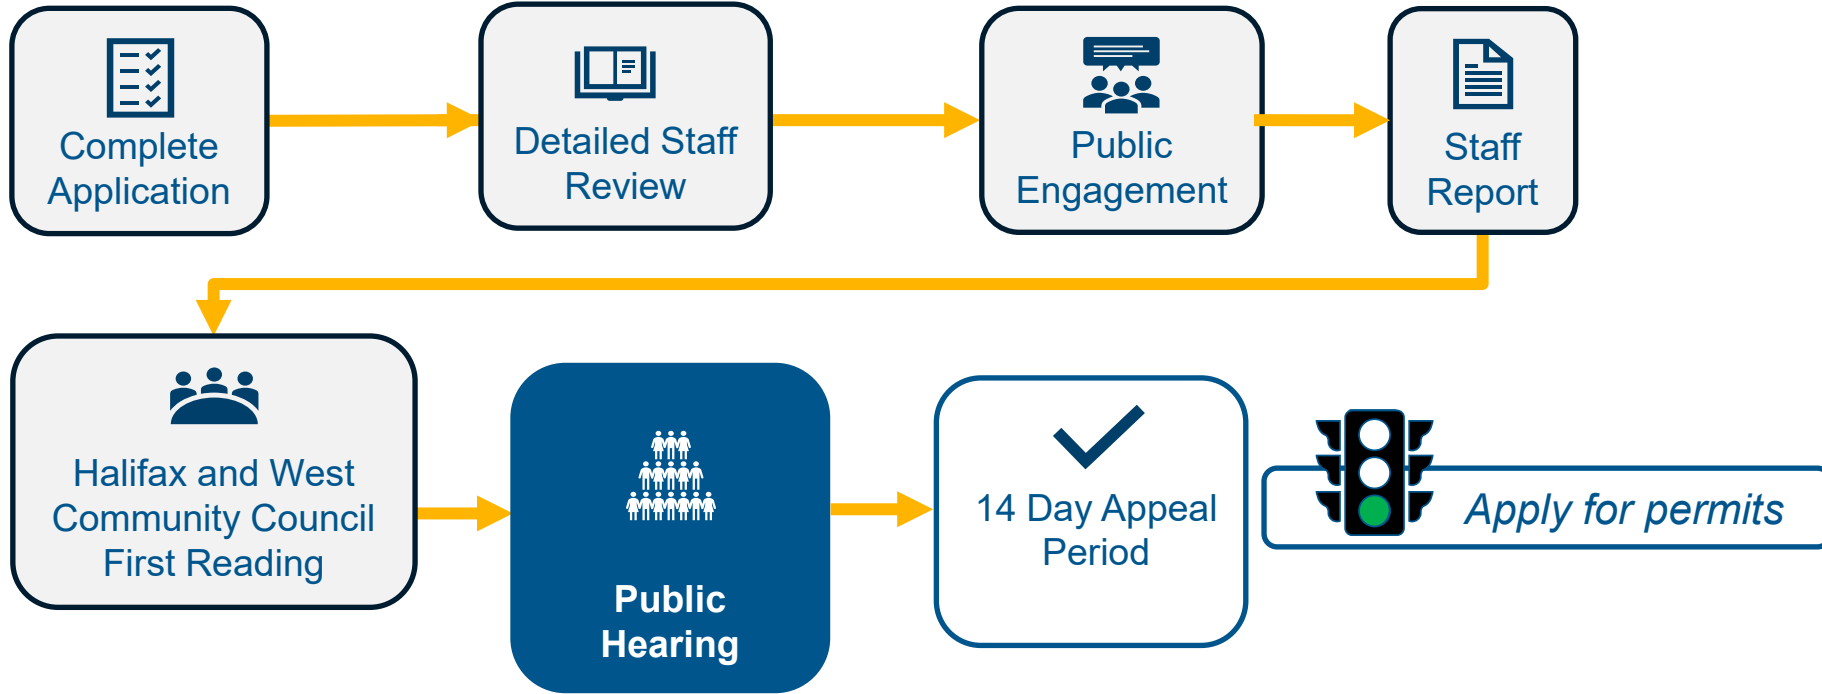 Complete
Application
Detailed Staff
Review
Public
Engagement
Staff
Report
Halifax and West
Community Council
First Reading
Public
Hearing
14 Day Appeal
Period
Apply for permits